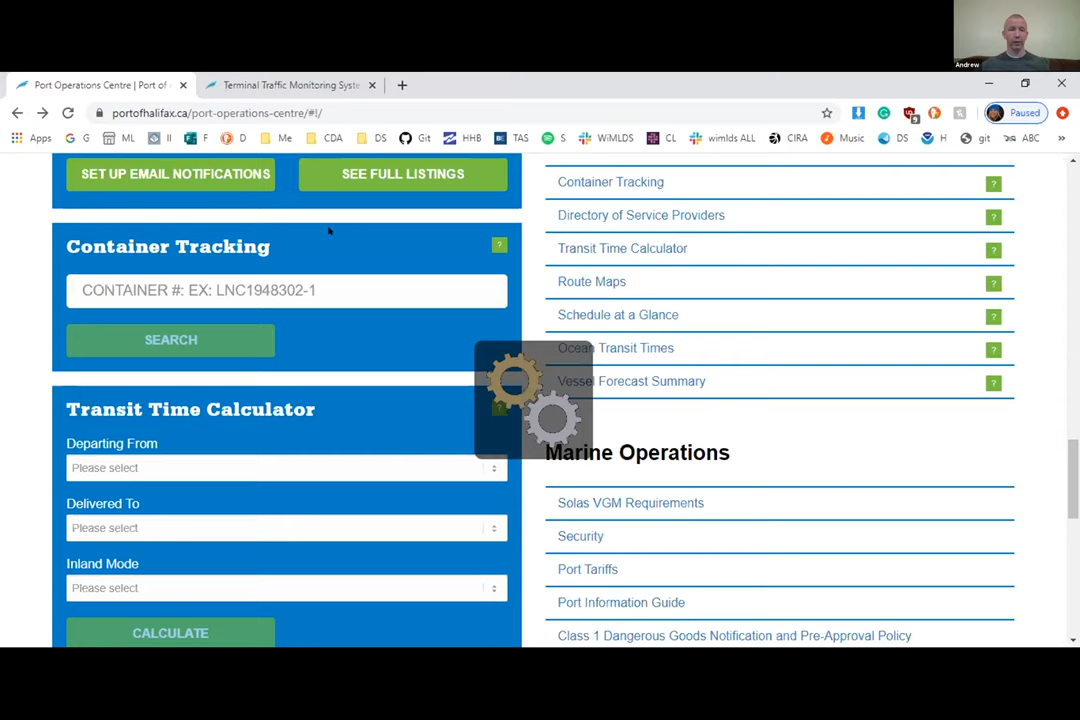 Andrew
Port Operations Centre | Port of
Terminal Traffic Monitoring Syste
portofhalifax.ca/port-operations-centre/#!/
9
Paused
Apps
G
ML
II
F
D
Me
CDA
DS
Git
HHB
TAS
S
WiMLDS
CL
wimlds ALL
CIRA
Music
DS
H
git
ABC
»
SET UP EMAIL NOTIFICATIONS
SEE FULL LISTINGS
Container Tracking
?
CONTAINER #: EX: LNC1948302-1
SEARCH
Transit Time Calculator
?
Departing From
Please select
Delivered To
Please select
Inland Mode
Please select
CALCULATE
Container Tracking
?
Directory of Service Providers
?
Transit Time Calculator
?
Route Maps
?
Schedule at a Glance
?
Ocean Transit Times
?
Vessel Forecast Summary
?
Marine Operations
Solas VGM Requirements
Security
Port Tariffs
Port Information Guide
Class 1 Dangerous Goods Notification and Pre-Approval Policy